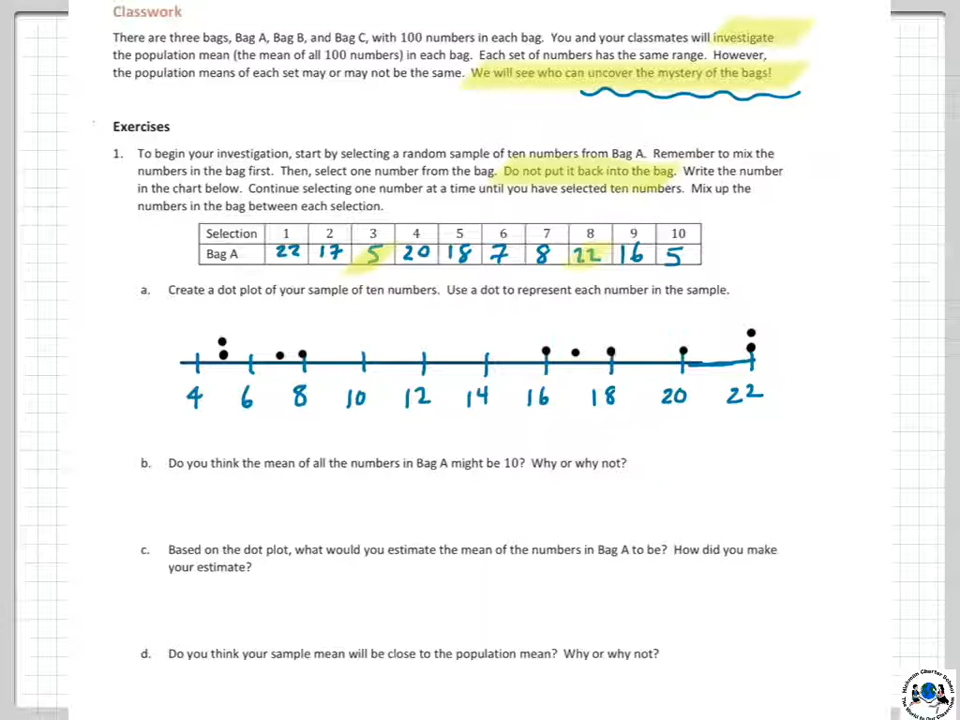 Classwork
There are three bags, Bag A, Bag B, and Bag C, with 100 numbers in each bag. You and your classmates will investigate
the population mean (the mean of all 100 numbers) in each bag. Each set of numbers has the same range. However,
the population means of each set may or may not be the same. We will see who can uncover the mystery of the bags!
Exercises
1. To begin your investigation, start by selecting a random sample of ten numbers from Bag A. Remember to mix the
numbers in the bag first. Then, select one number from the bag. Do not put it back into the bag. Write the number
in the chart below. Continue selecting one number at a time until you have selected ten numbers. Mix up the
numbers in the bag between each selection.
Selection 1 2 3 4 5 6 7 8 9 10
Bag A 22 17 5 20 18 7 8 22 16 5
a. Create a dot plot of your sample of ten numbers. Use a dot to represent each number in the sample.
4 6 8 10 12 14 16 18 20 22
b. Do you think the mean of all the numbers in Bag A might be 10? Why or why not?
c. Based on the dot plot, what would you estimate the mean of the numbers in Bag A to be? How did you make
your estimate?
d. Do you think your sample mean will be close to the population mean? Why or why not?